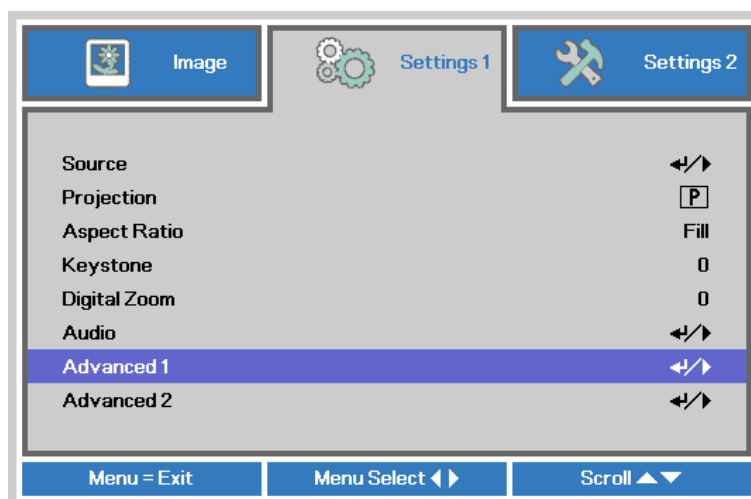 Image Settings 1 Settings 2
Source ↵/▶
Projection P
Aspect Ratio Fill
Keystone 0
Digital Zoom 0
Audio ↵/▶
Advanced 1 ↵/▶
Advanced 2 ↵/▶
Menu = Exit Menu Select ◀ ▶ Scroll ▲ ▼